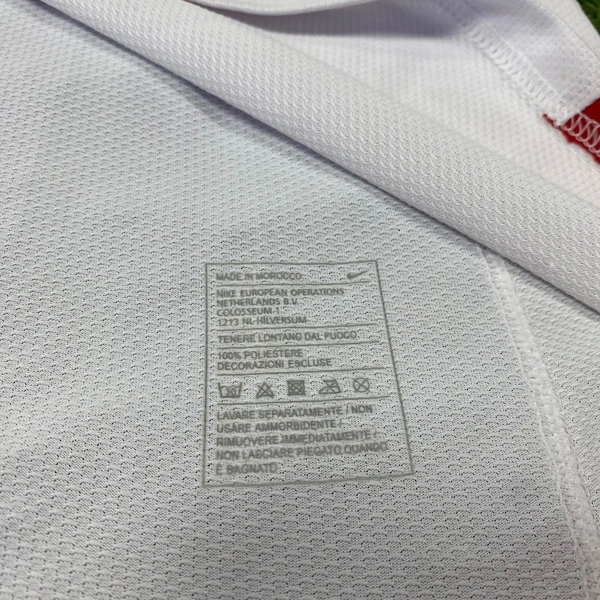 MADE IN MOROCCO
NIKE EUROPEAN OPERATIONS
NETHERLANDS B.V.
COLOSSEUM-1
1213 NL-HILVERSUM
TENERE LONTANO DAL FUOCO
100% POLIESTERE
DECORAZIONI ESCLUSE
30
LAVARE SEPARATAMENTE / NON
USARE AMMORBIDENTE /
RIMUOVERE IMMEDIATAMENTE /
NON LASCIARE PIEGATO QUANDO
È BAGNATO